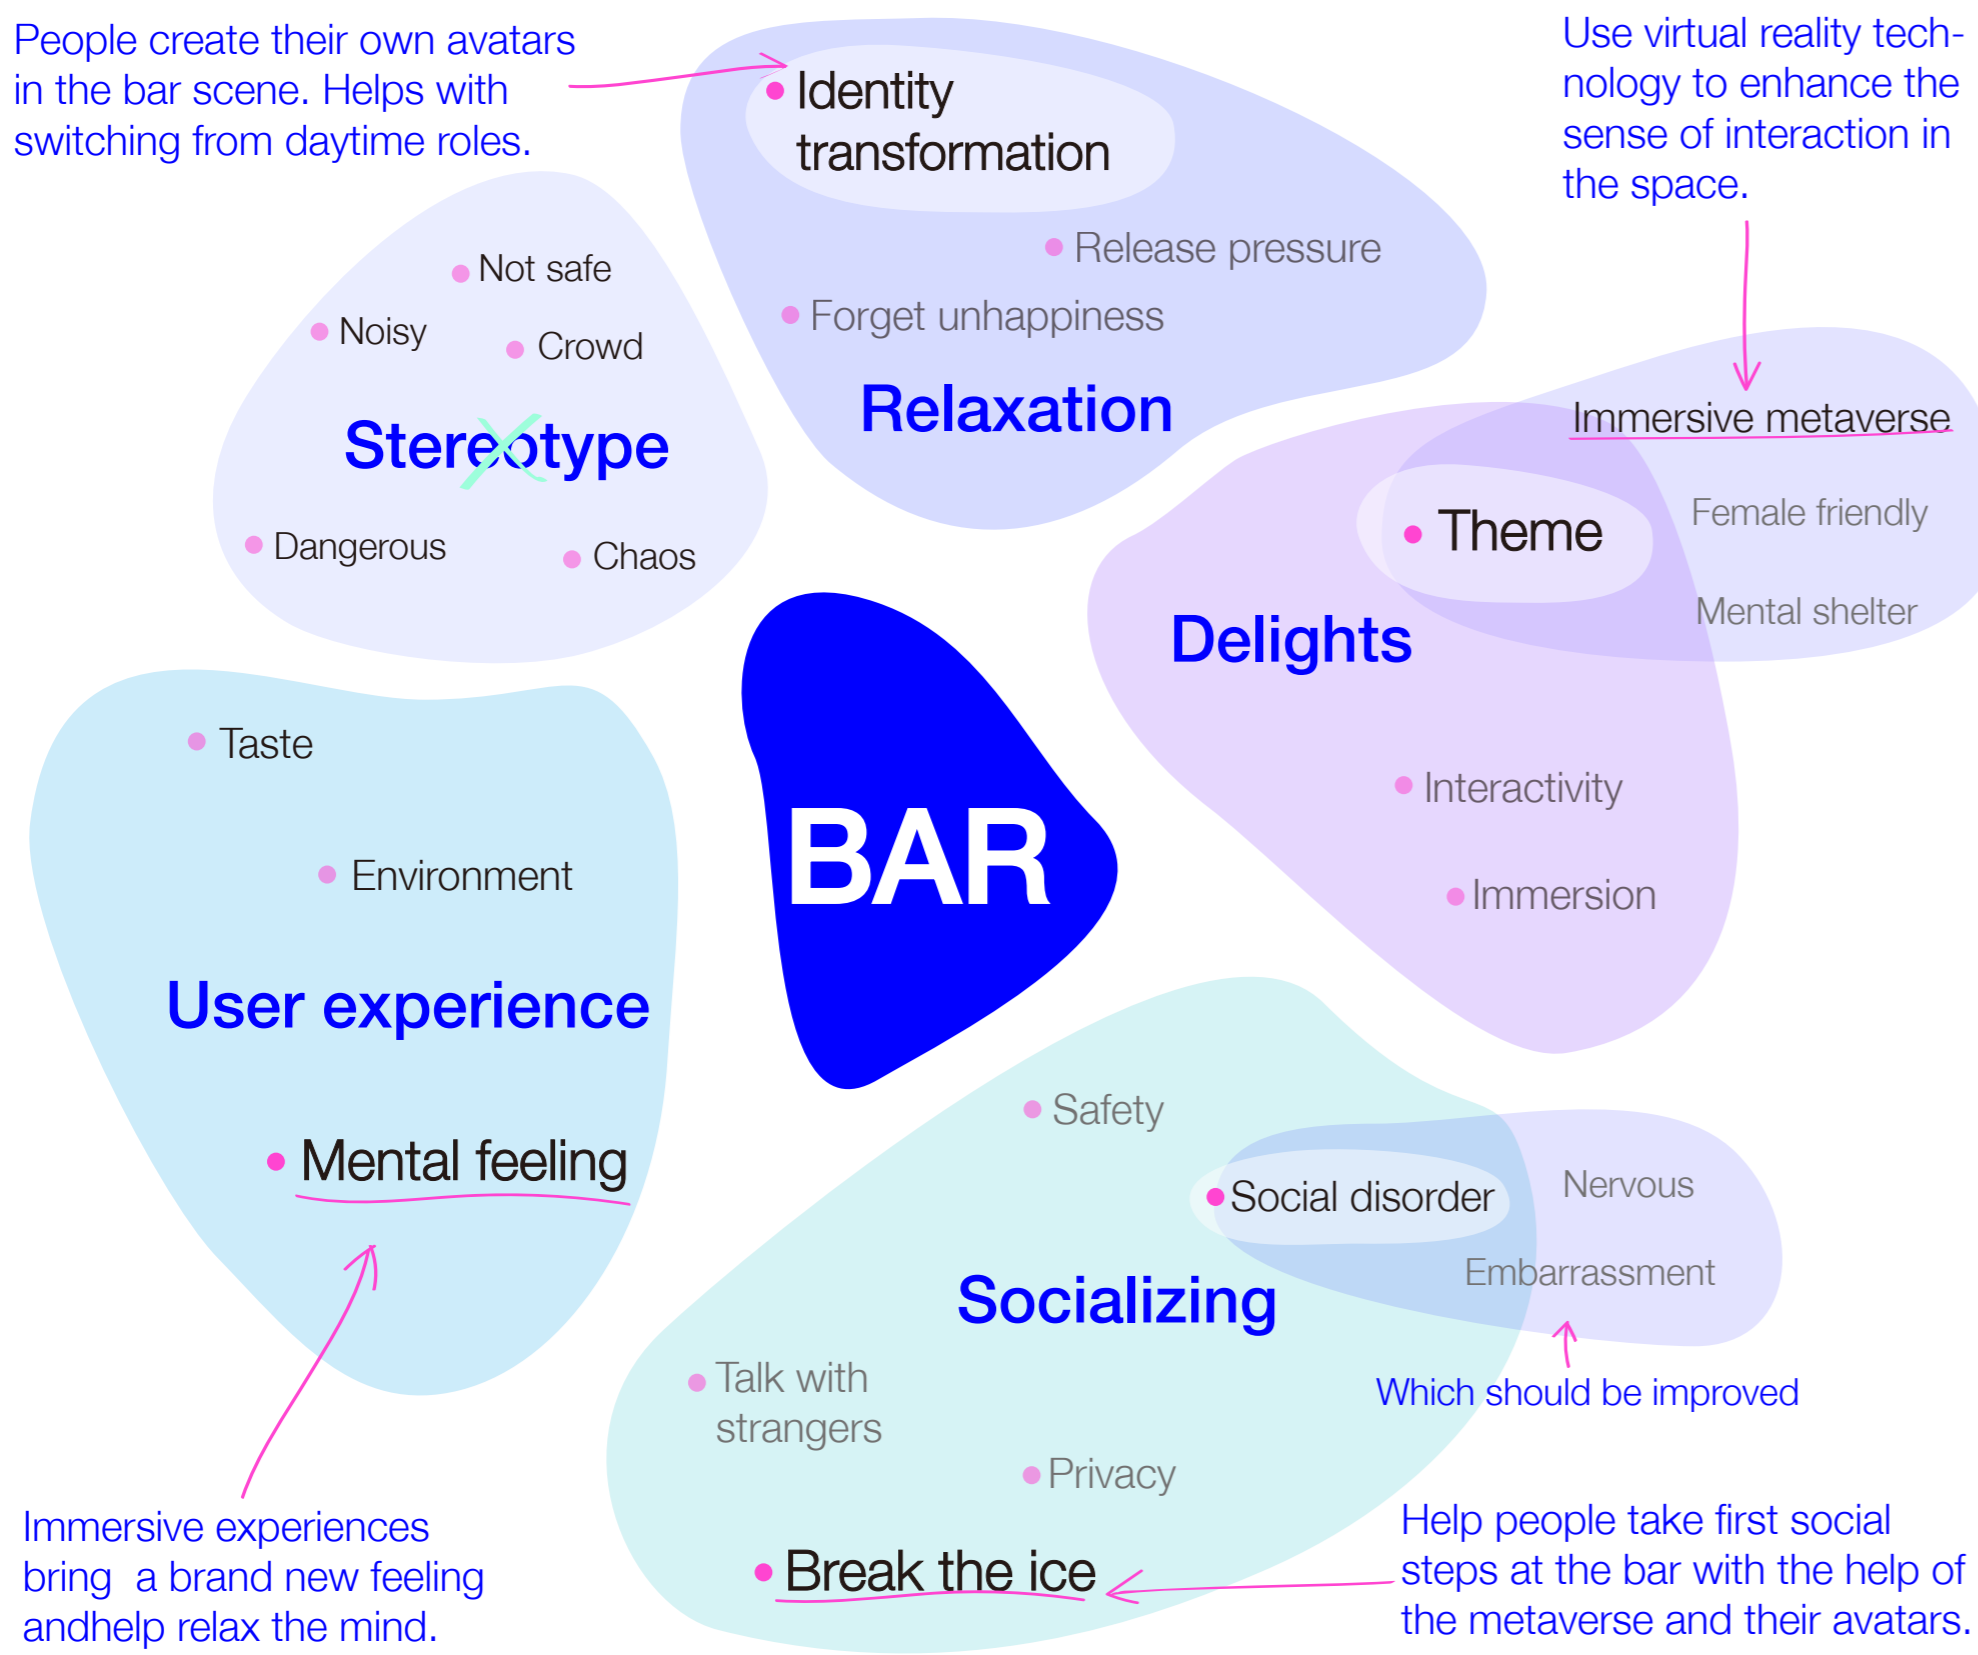 People create their own avatars
in the bar scene. Helps with
switching from daytime roles.
Identity
transformation
Release pressure
Forget unhappiness
Relaxation
Use virtual reality tech-
nology to enhance the
sense of interaction in
the space.
Not safe
Noisy
Crowd
Stereotype
Dangerous
Chaos
Immersive metaverse
Theme
Female friendly
Mental shelter
Delights
Interactivity
Immersion
BAR
Taste
Environment
User experience
Mental feeling
Immersive experiences
bring a brand new feeling
andhelp relax the mind.
Safety
Social disorder
Nervous
Embarrassment
Socializing
Which should be improved
Talk with
strangers
Privacy
Break the ice
Help people take first social
steps at the bar with the help of
the metaverse and their avatars.